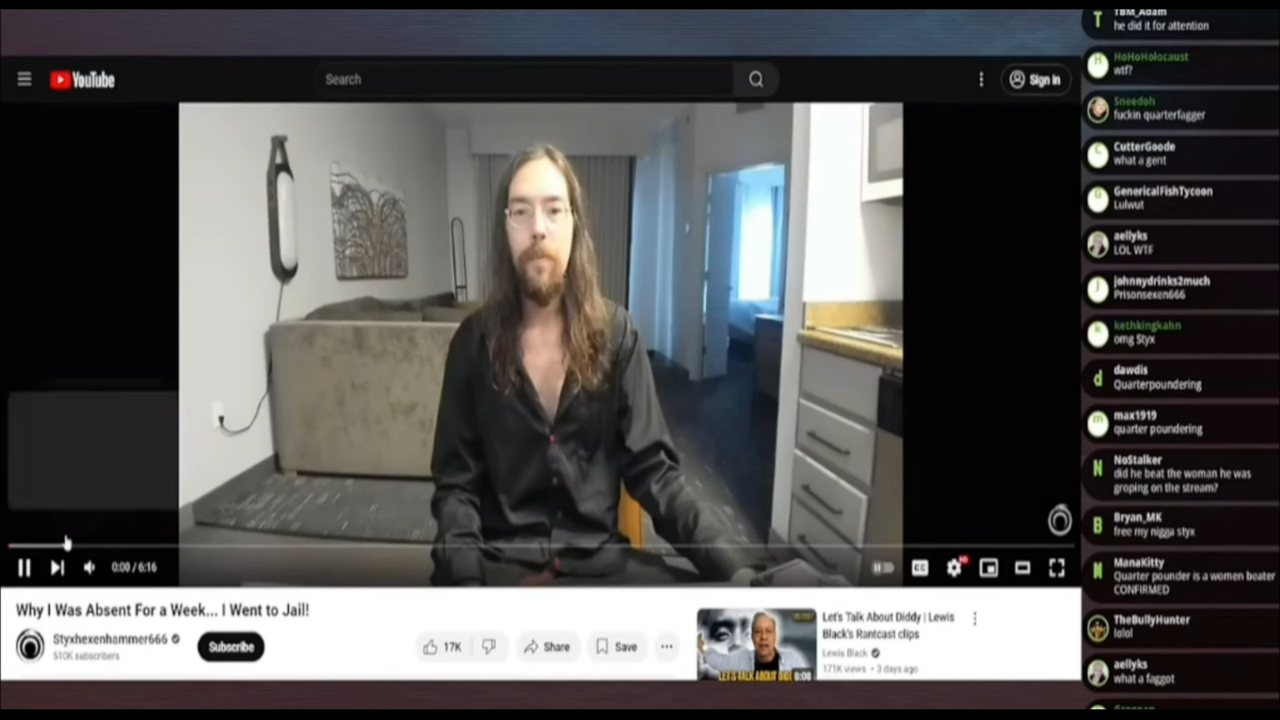 YouTube
Search
Sign in
0:00 / 6:16
CC
HD
Why I Was Absent For a Week... I Went to Jail!
Styxhexenhammer666
510K subscribers
Subscribe
17K
Share
Save
LET'S TALK ABOUT DIDDY
8:08
Let's Talk About Diddy | Lewis
Black's Rantcast clips
Lewis Black
171K views • 3 days ago
T
TBM_Adam
he did it for attention
H
HoHoHolocaust
wtf?
Sneedoh
fuckin quarterfagger
C
CutterGoode
what a gent
G
GenericalFishTycoon
Lulwut
aellyks
LOL WTF
j
johnnydrinks2much
Prisonsexen666
k
kethkingkahn
omg Styx
d
dawdis
Quarterpoundering
m
max1919
quarter poundering
N
NoStalker
did he beat the woman he was
groping on the stream?
B
Bryan_MK
free my nigga styx
M
ManaKitty
Quarter pounder is a women beater
CONFIRMED
TheBullyHunter
lolol
aellyks
what a faggot